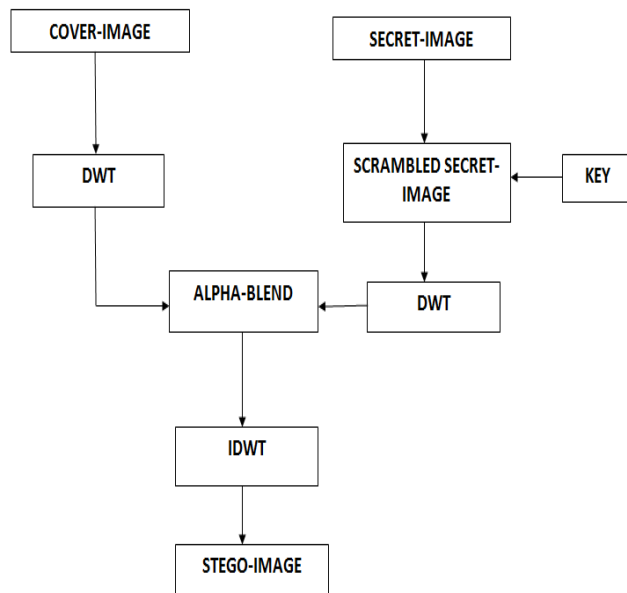 COVER-IMAGE
SECRET-IMAGE
DWT
SCRAMBLED SECRET-
IMAGE
KEY
ALPHA-BLEND
DWT
IDWT
STEGO-IMAGE